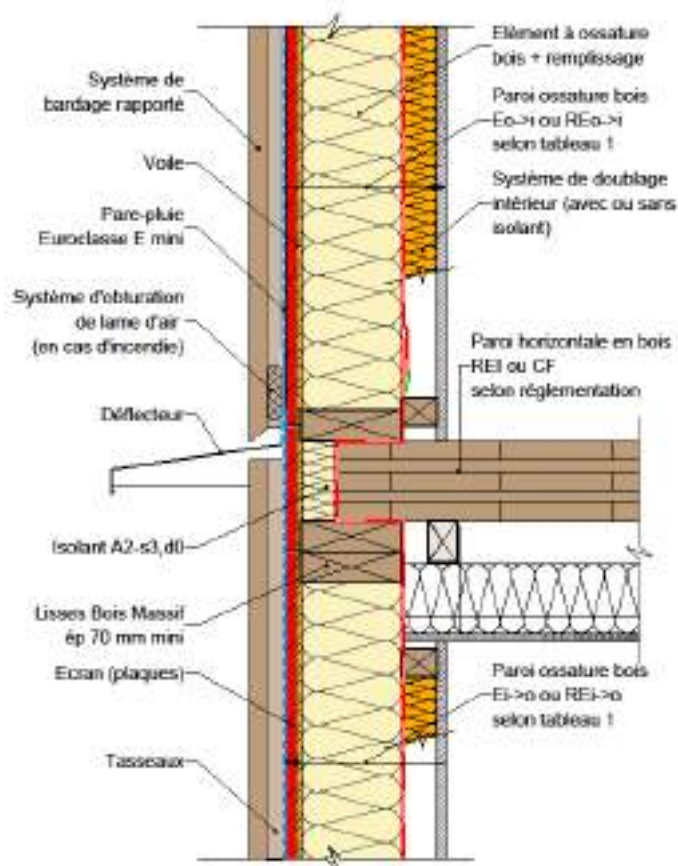 Système de
bardage rapporté
Voile
Pare-pluie
Euroclasse E mini
Système d'obturation
de lame d'air
(en cas d'incendie)
Déflecteur
Isolant A2-s3,d0
Lisses Bois Massif
ép 70 mm mini
Ecran (plaques)
Tasseaux
Elément à ossature
bois + remplissage
Paroi ossature bois
Eo->i ou REo->i
selon tableau 1
Système de doublage
intérieur (avec ou sans
isolant)
Paroi horizontale en bois
REI ou CF
selon réglementation
Paroi ossature bois
Ei->o ou REi->o
selon tableau 1